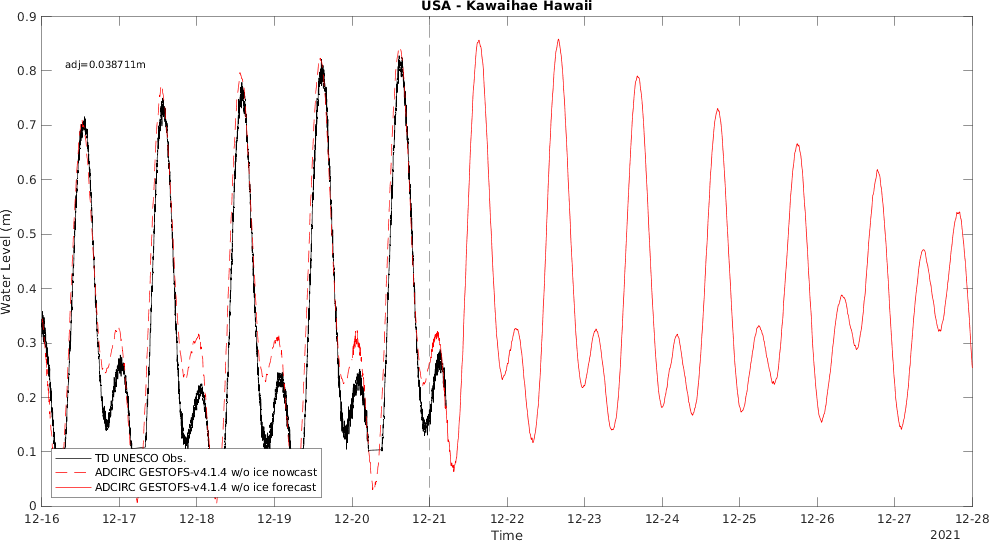 USA - Kawaihae Hawaii
0.9
0.8
0.7
0.6
0.5
0.4
0.3
0.2
0.1
0
Water Level (m)
adj=0.038711m
TD UNESCO Obs.
ADCIRC GESTOFS-v4.1.4 w/o ice nowcast
ADCIRC GESTOFS-v4.1.4 w/o ice forecast
12-16 12-17 12-18 12-19 12-20 12-21 12-22 12-23 12-24 12-25 12-26 12-27 12-28
Time
2021